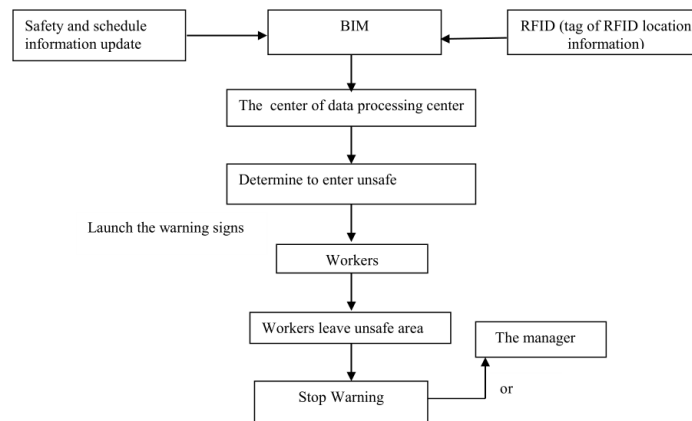 Safety and schedule
information update
BIM
RFID (tag of RFID location
information)
The center of data processing center
Determine to enter unsafe
Launch the warning signs
Workers
Workers leave unsafe area
The manager
Stop Warning
or